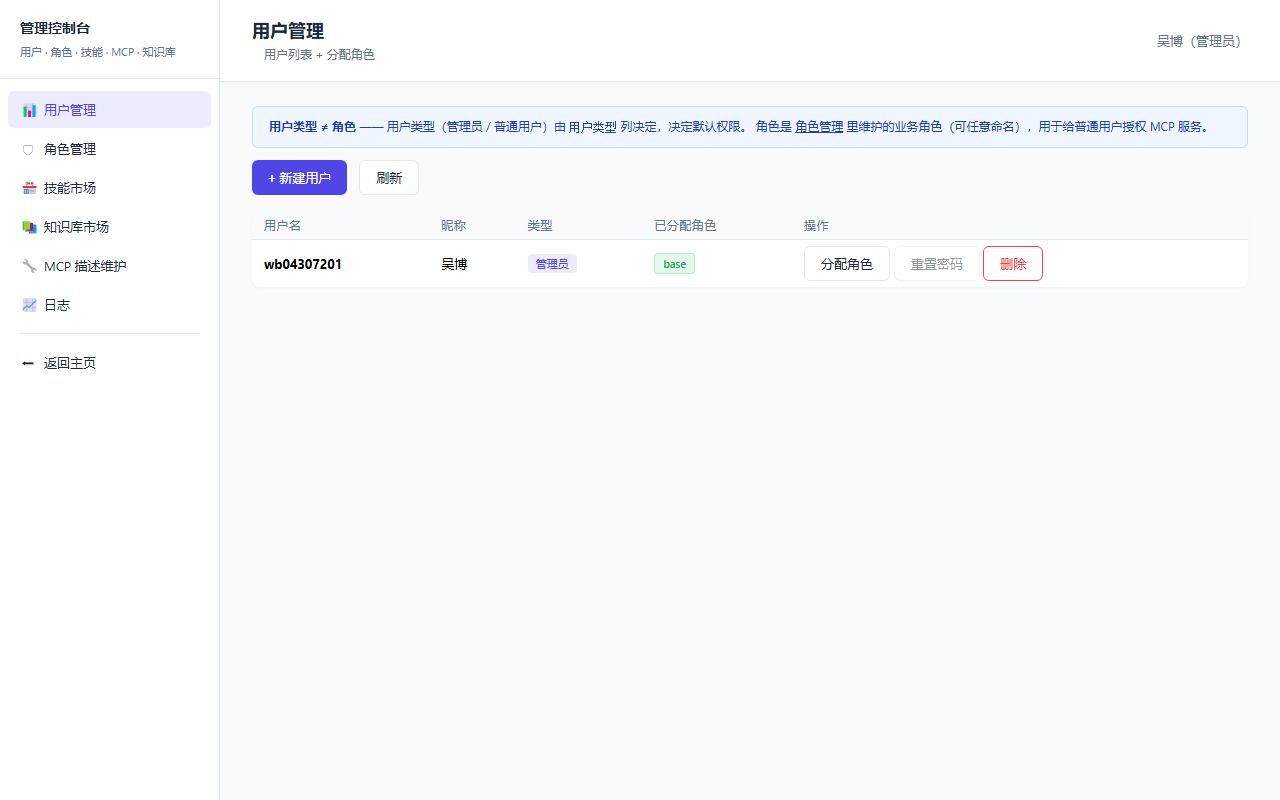 管理控制台
用户 · 角色 · 技能 · MCP · 知识库
用户管理
角色管理
技能市场
知识库市场
MCP 描述维护
日志
返回主页
用户管理
用户列表 + 分配角色
吴博（管理员）
用户类型 ≠ 角色 —— 用户类型（管理员 / 普通用户）由 用户类型 列决定，决定默认权限。 角色是 角色管理 里维护的业务角色（可任意命名），用于给普通用户授权 MCP 服务。
+ 新建用户 刷新
用户名 昵称 类型 已分配角色 操作
wb04307201 吴博 管理员 base 分配角色 重置密码 删除